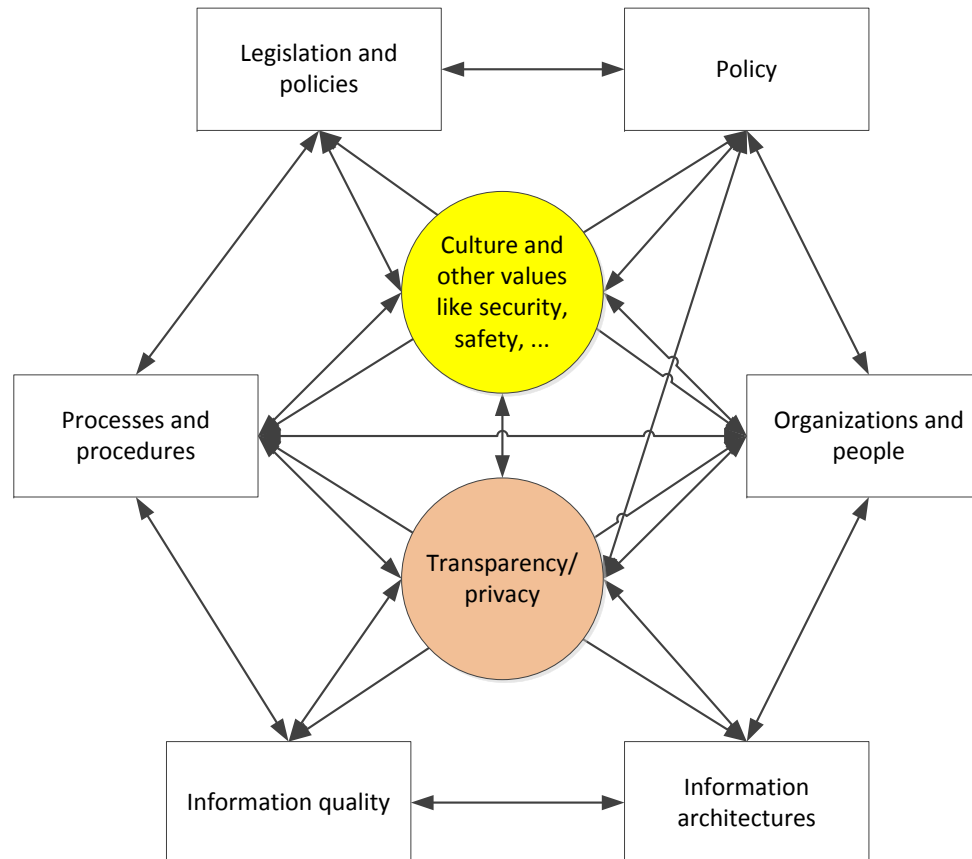 Legislation and
policies
Policy
Culture and
other values
like security,
safety, ...
Processes and
procedures
Organizations and
people
Transparency/
privacy
Information quality
Information
architectures